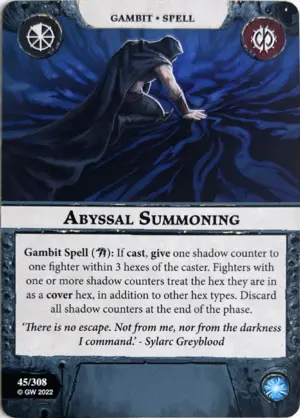 GAMBIT • SPELL
ABYSSAL SUMMONING
Gambit Spell (): If cast, give one shadow counter to
one fighter within 3 hexes of the caster. Fighters with
one or more shadow counters treat the hex they are in
as a cover hex, in addition to other hex types. Discard
all shadow counters at the end of the phase.
‘There is no escape. Not from me, nor from the darkness
I command.’ - Sylarc Greyblood
45/308
© GW 2022